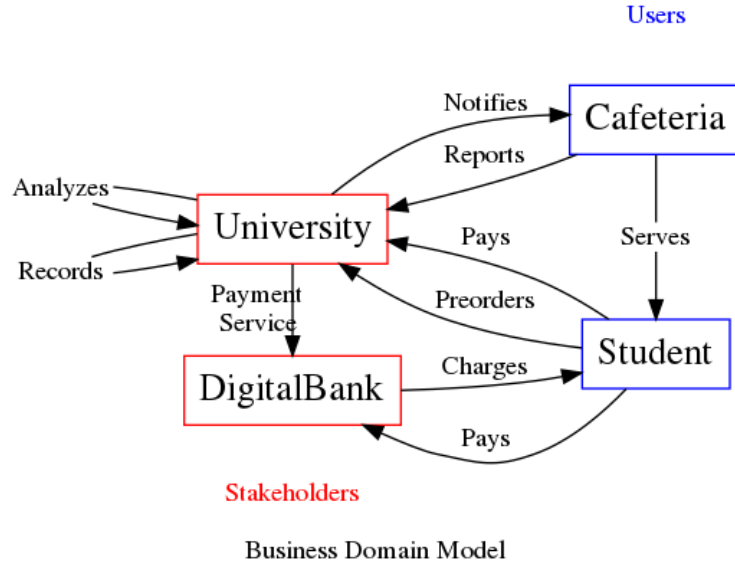 Users
Notifies
Cafeteria
Reports
Analyzes
University
Pays
Serves
Records
Payment
Service
Preorders
Student
Charges
DigitalBank
Pays
Stakeholders
Business Domain Model